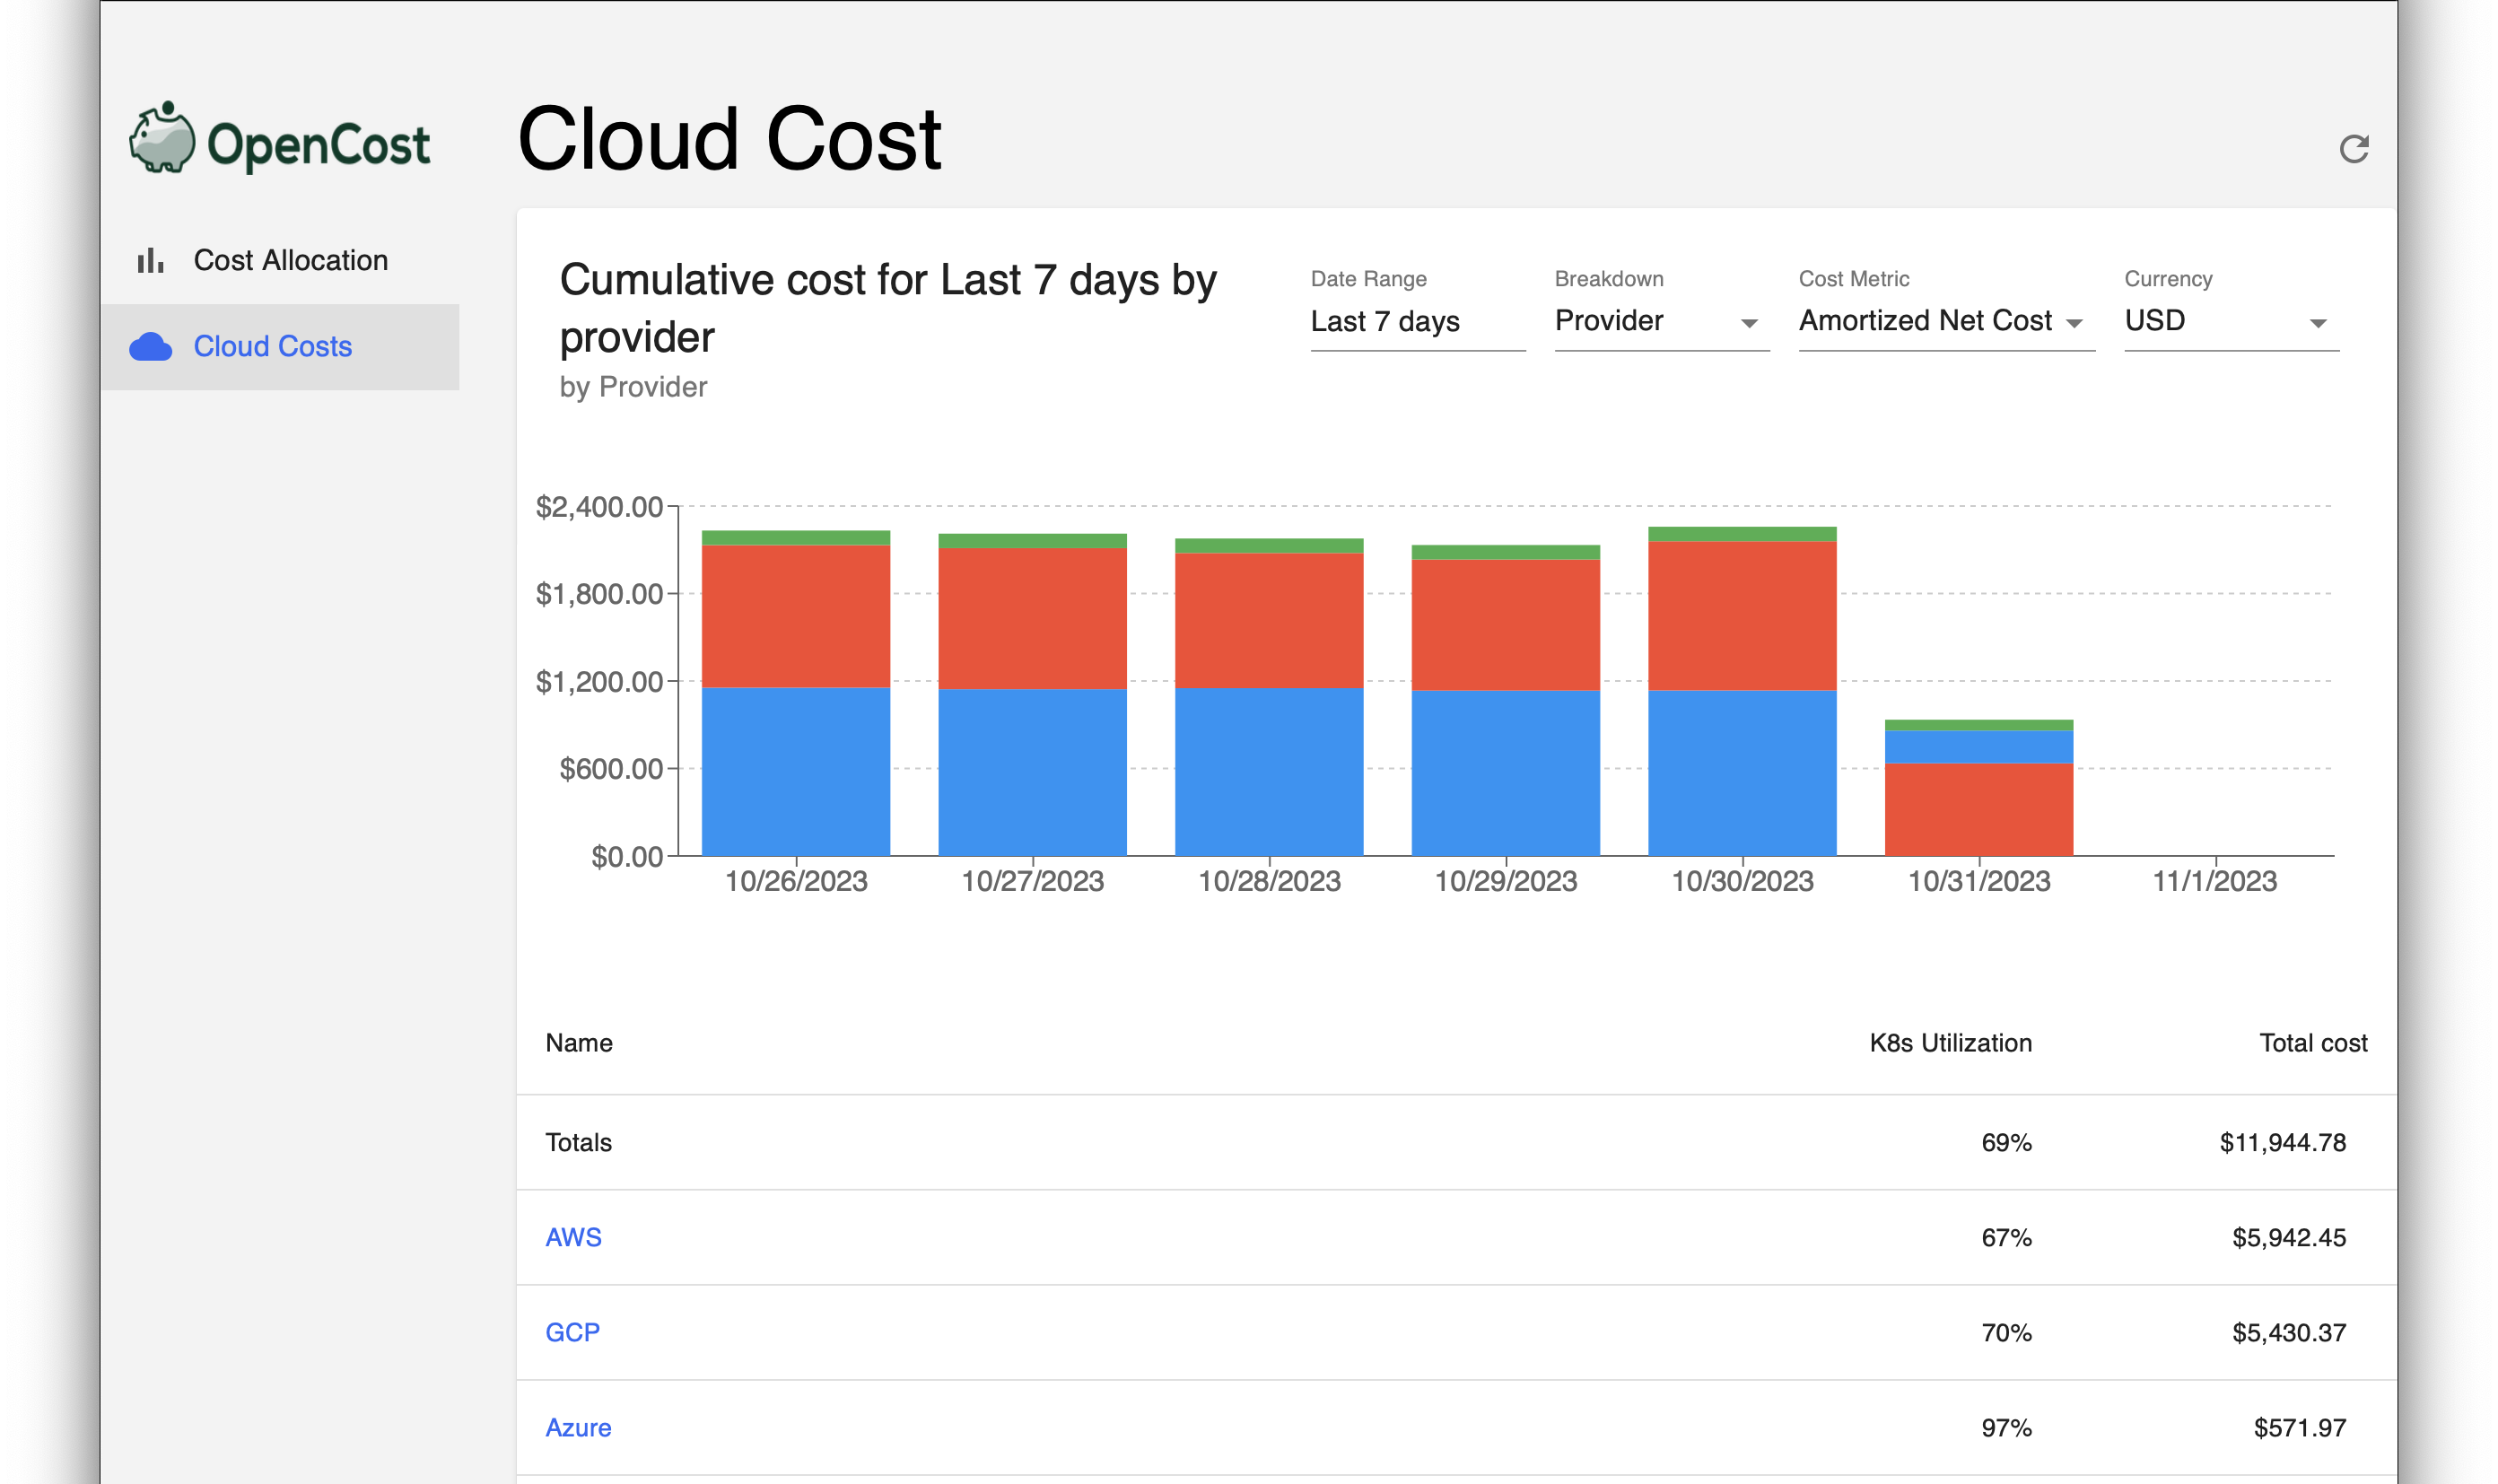 OpenCost
Cloud Cost
Cost Allocation
Cloud Costs
Cumulative cost for Last 7 days by
provider
by Provider
Date Range
Last 7 days
Breakdown
Provider
Cost Metric
Amortized Net Cost
Currency
USD
$2,400.00
$1,800.00
$1,200.00
$600.00
$0.00
10/26/2023 10/27/2023 10/28/2023 10/29/2023 10/30/2023 10/31/2023 11/1/2023
Name K8s Utilization Total cost
Totals 69% $11,944.78
AWS 67% $5,942.45
GCP 70% $5,430.37
Azure 97% $571.97